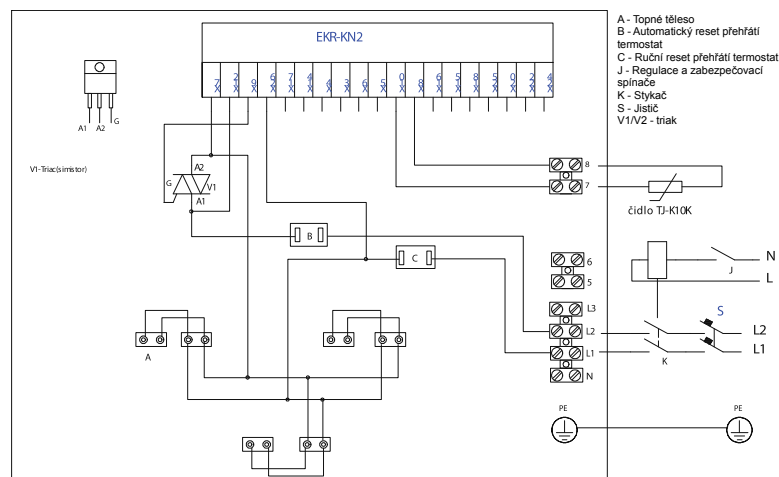 EKR-KN2
A - Topné těleso
B - Automatický reset přehřátí
termostat
C - Ruční reset přehřátí termostat
J - Regulace a zabezpečovací
spínače
K - Stykač
S - Jistič
V1/V2 - triak
A1 A2 G
V1-Triac(simistor)
A2
G V1
A1
B
C
A
8
7
čidlo TJ-K10K
6
5
L3
L2
L1
N
J
N
L
S
L2
L1
K
PE
PE